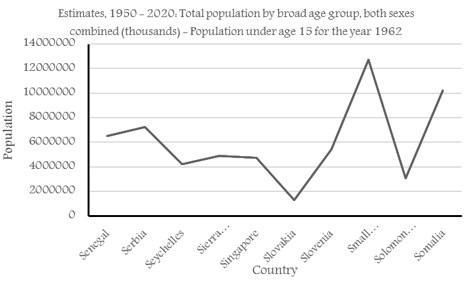 Estimates, 1950 - 2020: Total population by broad age group, both sexes
combined (thousands) - Population under age 15 for the year 1962
14000000
12000000
10000000
8000000
6000000
4000000
2000000
0
Population
Senegal
Serbia
Seychelles
Sierra...
Singapore
Slovakia
Slovenia
Small...
Solomon...
Somalia
Country